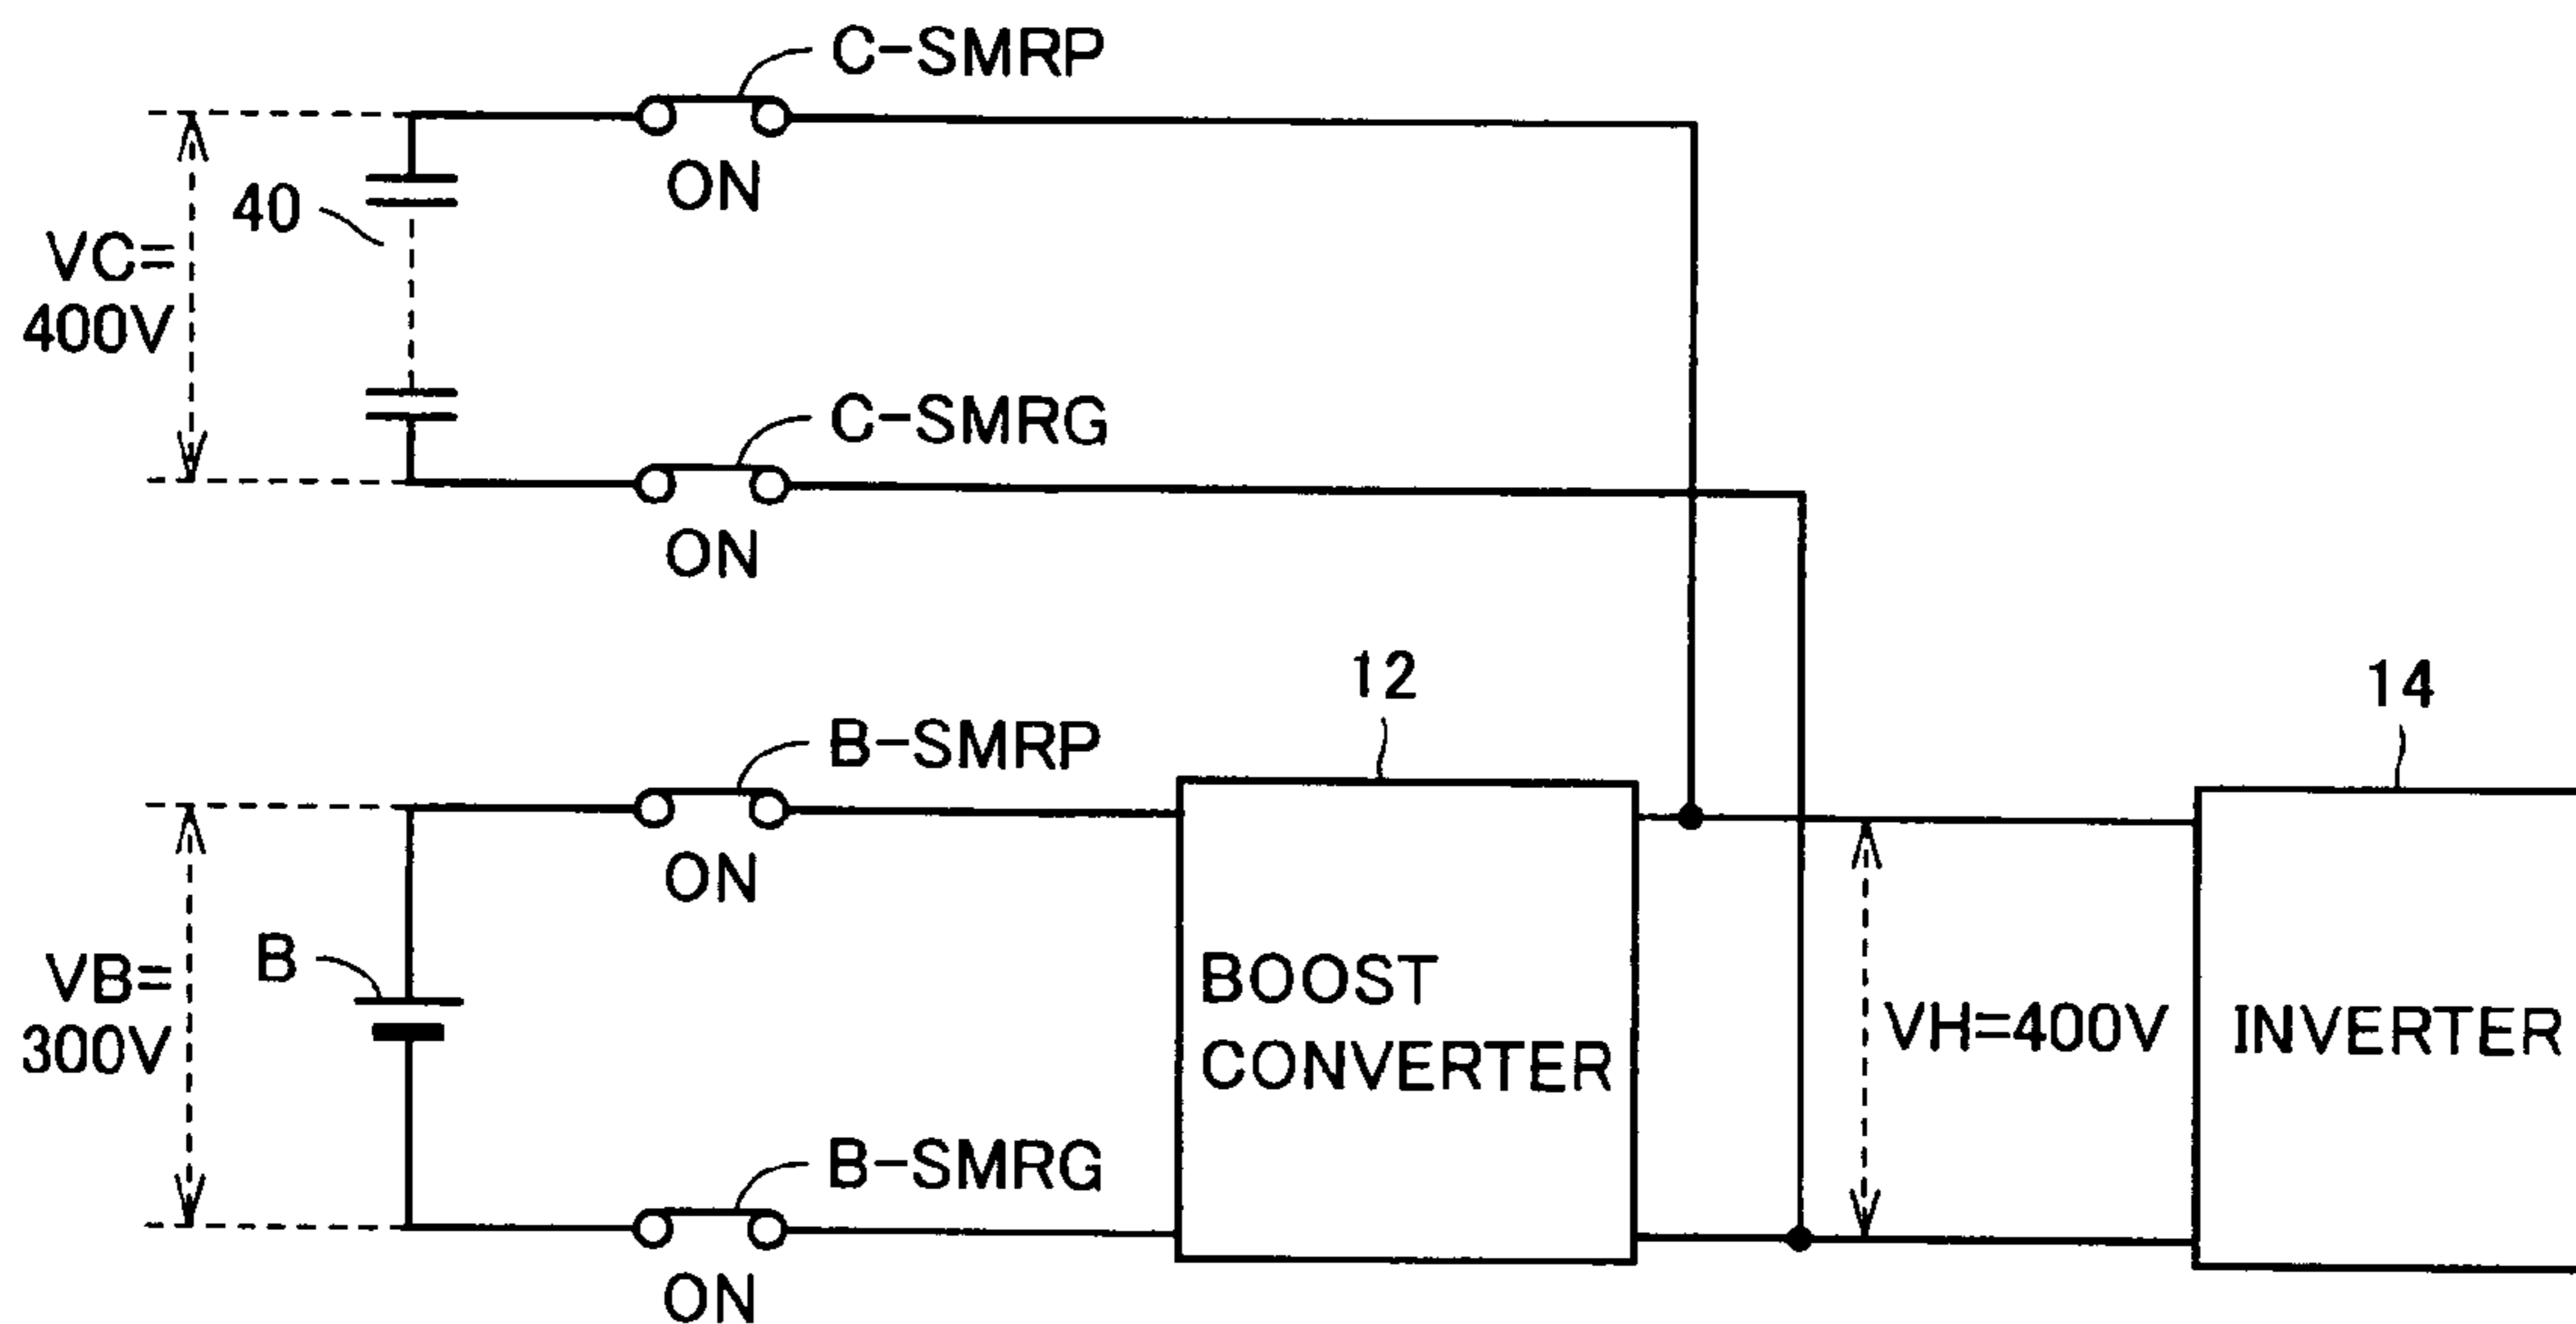 C-SMRP
ON
40
VC=
400V
C-SMRG
ON
12
14
B-SMRP
ON
B
VB=
300V
BOOST
CONVERTER
VH=400V
INVERTER
B-SMRG
ON